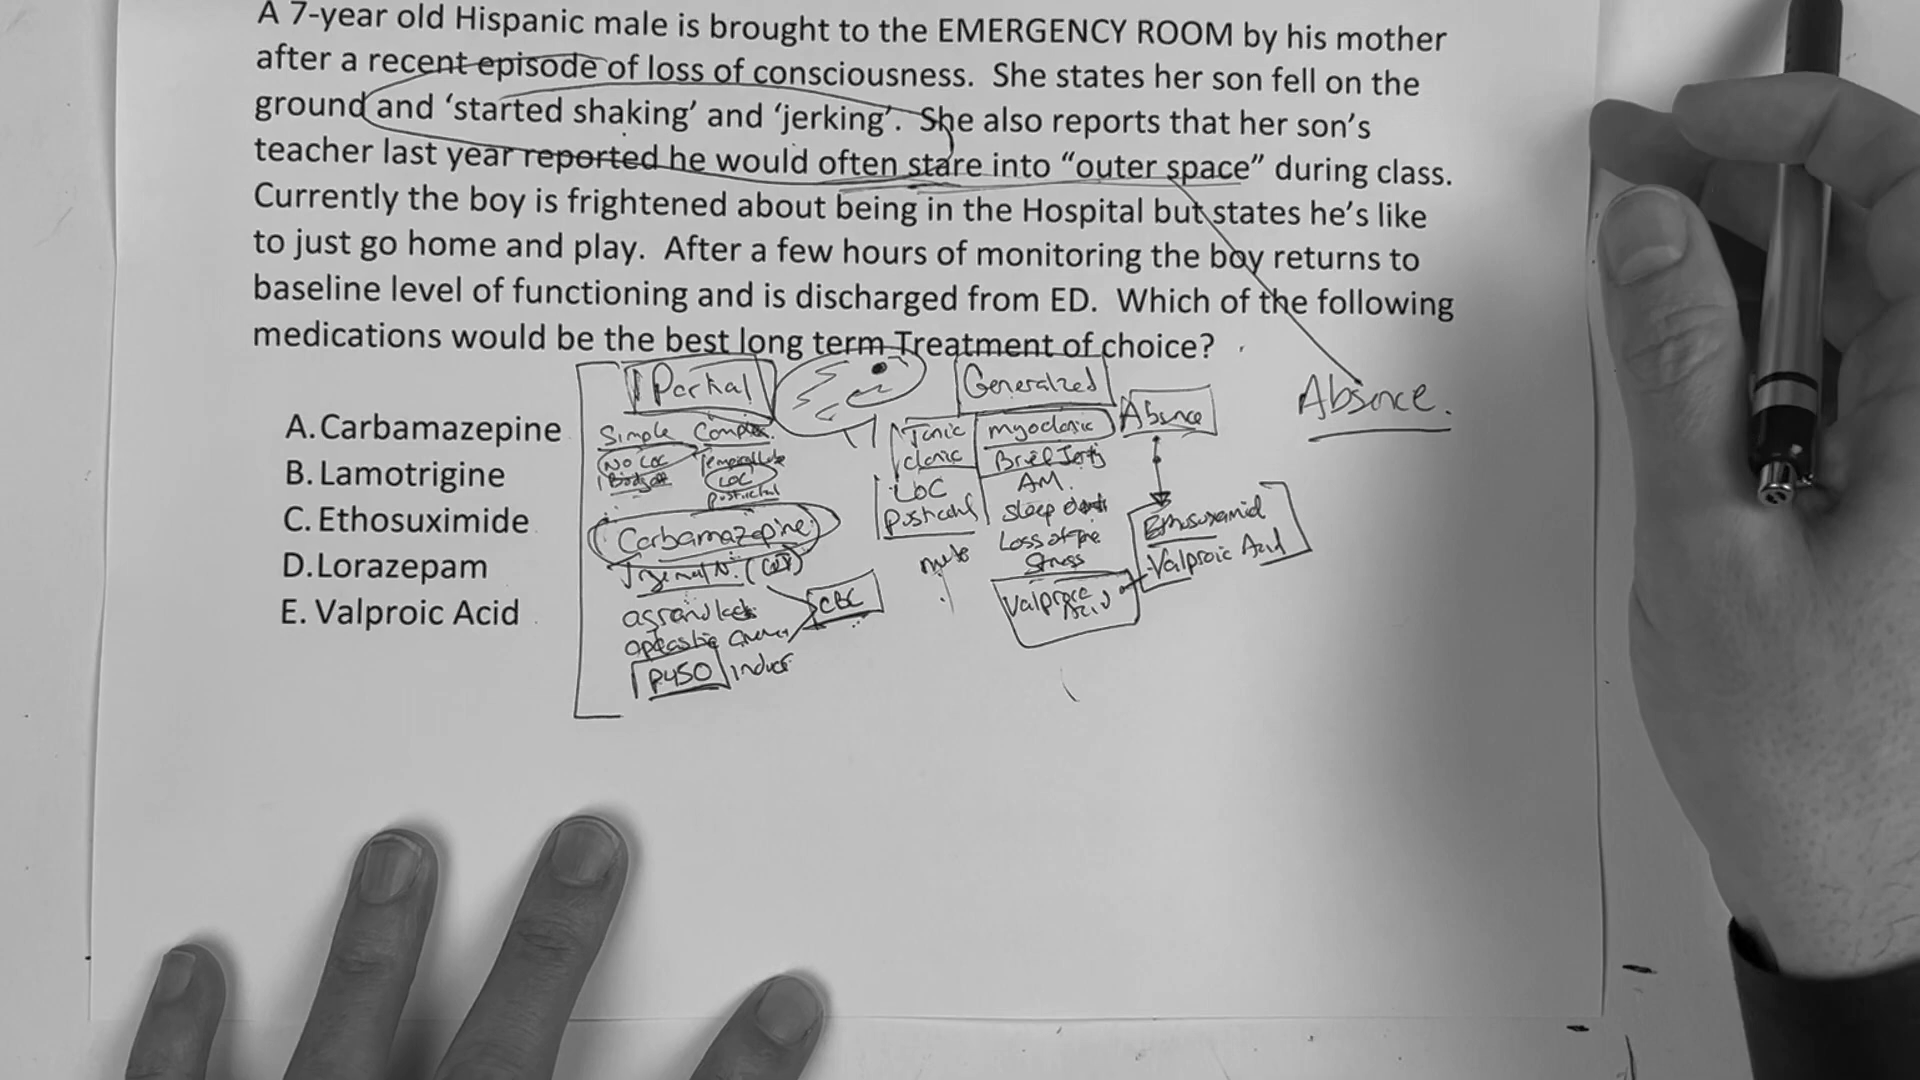 A 7-year old Hispanic male is brought to the EMERGENCY ROOM by his mother
after a recent episode of loss of consciousness. She states her son fell on the
ground and ‘started shaking’ and ‘jerking’. She also reports that her son’s
teacher last year reported he would often stare into “outer space” during class.
Currently the boy is frightened about being in the Hospital but states he’s like
to just go home and play. After a few hours of monitoring the boy returns to
baseline level of functioning and is discharged from ED. Which of the following
medications would be the best long term Treatment of choice?
A. Carbamazepine
B. Lamotrigine
C. Ethosuximide
D. Lorazepam
E. Valproic Acid
Partial
Simple Complex
No LOC
LOC
Postictal
Carbamazepine
CBC
P450 induces
Generalized
Tonic
clonic
LOC
myoclonic
Brief
AM.
sleep
Loss of
Stress
Valproic
Acid
Absence
Valproic Acid
Absence.